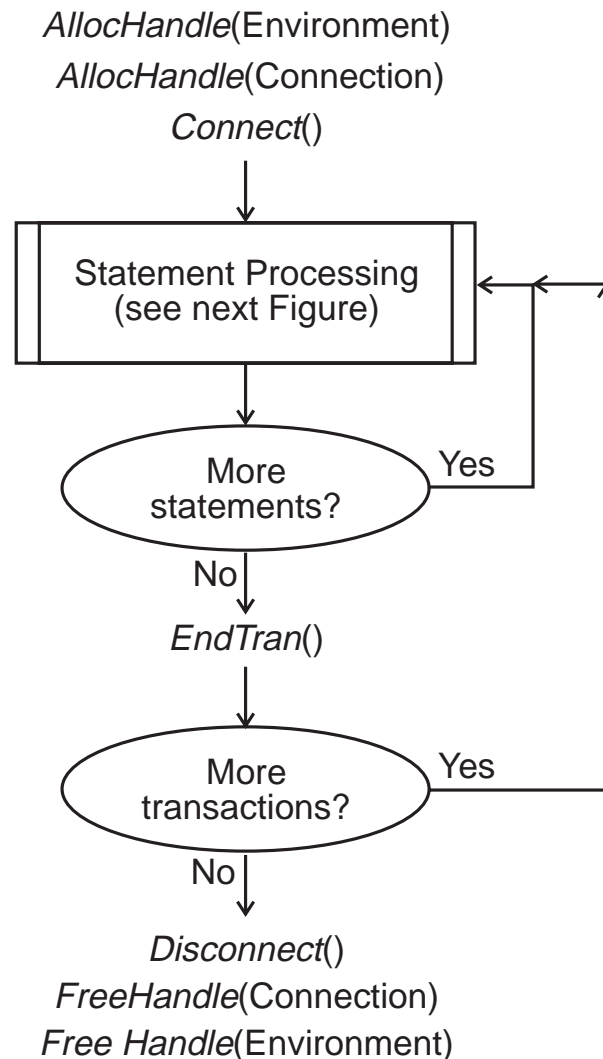 AllocHandle(Environment)
AllocHandle(Connection)
Connect()
Statement Processing
(see next Figure)
More
statements?
Yes
No
EndTran()
More
transactions?
Yes
No
Disconnect()
FreeHandle(Connection)
Free Handle(Environment)